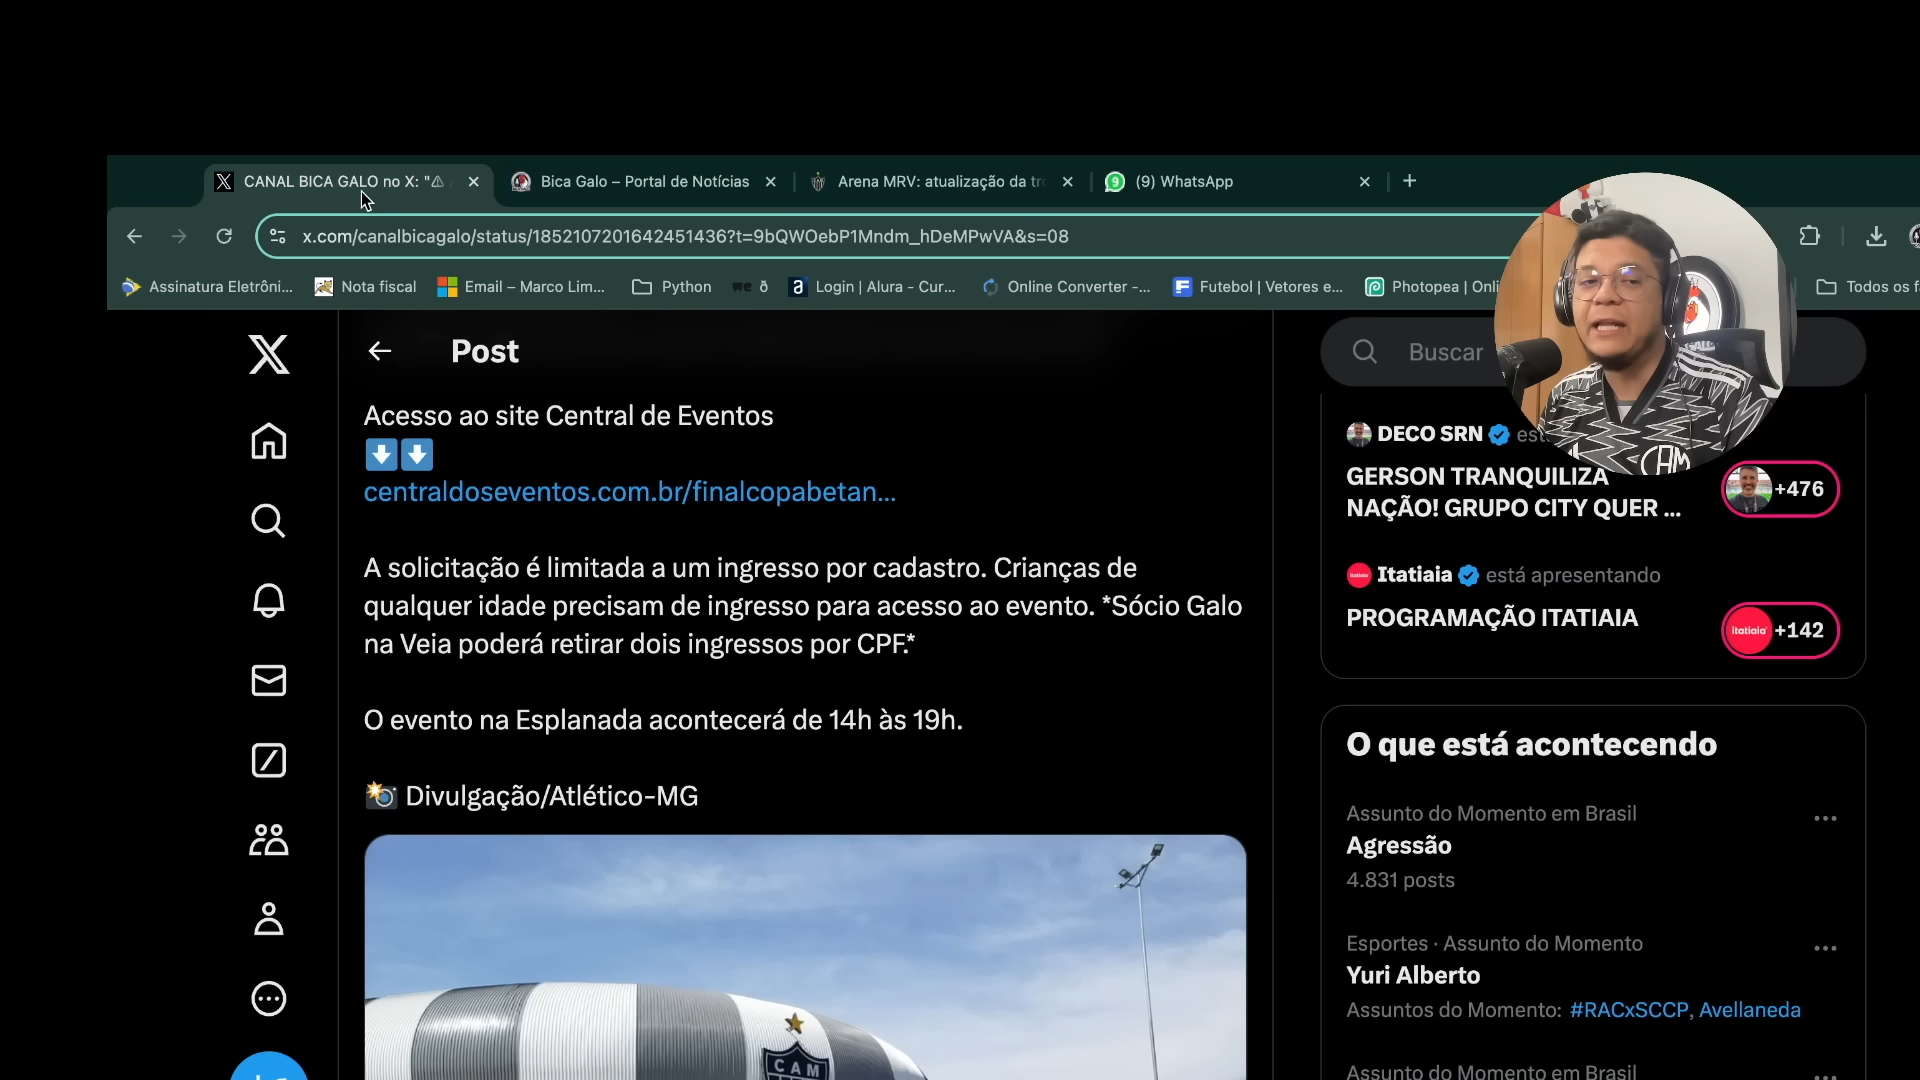 CANAL BICA GALO no X: "⚠
Bica Galo – Portal de Notícias
Arena MRV: atualização da tr
(9) WhatsApp
x.com/canalbicagalo/status/1852107201642451436?t=9bQWOebP1Mndm_hDeMPwVA&s=08
Assinatura Eletrôni...
Nota fiscal
Email – Marco Lim...
Python
we ð
a
Login | Alura - Cur...
Online Converter -...
Futebol | Vetores e...
Photopea | Onli
Todos os f
Post
Buscar
Acesso ao site Central de Eventos
⬇️⬇️
centraldoseventos.com.br/finalcopabetan...
A solicitação é limitada a um ingresso por cadastro. Crianças de
qualquer idade precisam de ingresso para acesso ao evento. *Sócio Galo
na Veia poderá retirar dois ingressos por CPF.*
O evento na Esplanada acontecerá de 14h às 19h.
📸 Divulgação/Atlético-MG
CAM
DECO SRN est
GERSON TRANQUILIZA
NAÇÃO! GRUPO CITY QUER ...
+476
Itatiaia está apresentando
PROGRAMAÇÃO ITATIAIA
itatiaia
+142
O que está acontecendo
Assunto do Momento em Brasil
Agressão
4.831 posts
Esportes · Assunto do Momento
Yuri Alberto
Assuntos do Momento: #RACxSCCP, Avellaneda
Assunto do Momento em Brasil
CAM